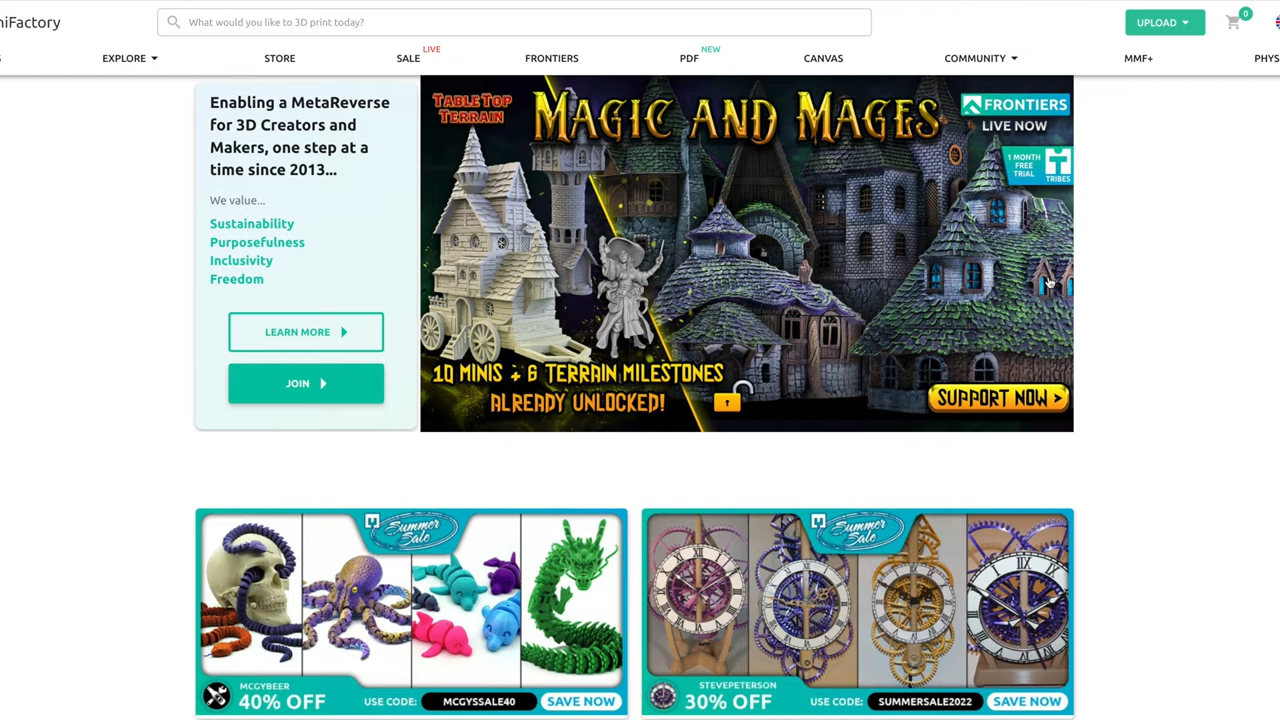 niFactory
What would you like to 3D print today?
UPLOAD
0
EXPLORE
STORE
SALE
LIVE
FRONTIERS
PDF
NEW
CANVAS
COMMUNITY
MMF+
PHYS
Enabling a MetaReverse
for 3D Creators and
Makers, one step at a
time since 2013...
We value...
Sustainability
Purposefulness
Inclusivity
Freedom
LEARN MORE
JOIN
TABLETOP
TERRAIN
MAGIC AND MAGES
FRONTIERS
LIVE NOW
1 MONTH
FREE
TRIAL
TRIBES
10 MINIS + 6 TERRAIN MILESTONES
ALREADY UNLOCKED!
SUPPORT NOW >
Summer
Sale
MCGYBEER
40% OFF
USE CODE:
MCGYSSALE40
SAVE NOW
Summer
Sale
STEVEPETERSON
30% OFF
USE CODE:
SUMMERSALE2022
SAVE NOW